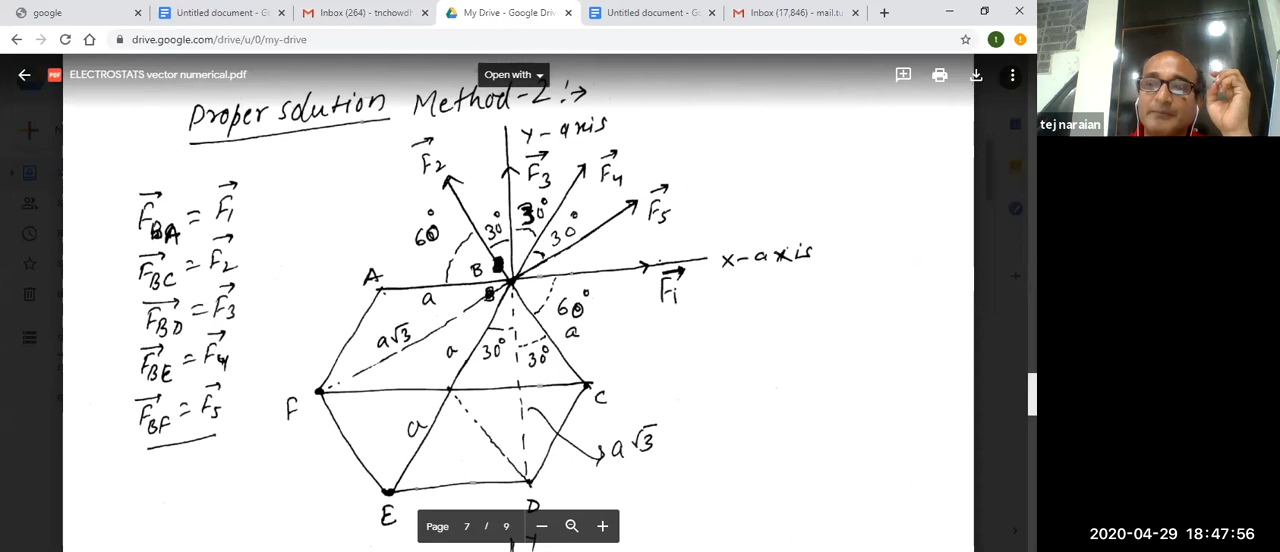 google
Untitled document - Go
Inbox (264) - tnchowdh
My Drive - Google Driv
Untitled document - Goo
Inbox (17,846) - mail.tu
drive.google.com/drive/u/0/my-drive
t
PDF ELECTROSTATS vector numerical.pdf
Open with
tej naraian
Proper solution Method-2 :→
Y-axis
F2
F3
F4
F5
60° 30° 30° 30°
FBA = F1
FBC = F2
FBD = F3
FBE = F4
FBF = F5
x-axis
F1
A
B
a
a√3
60°
a
a
30°
30°
F
C
a
a√3
E
D
Page 7 / 9
2020-04-29 18:47:56